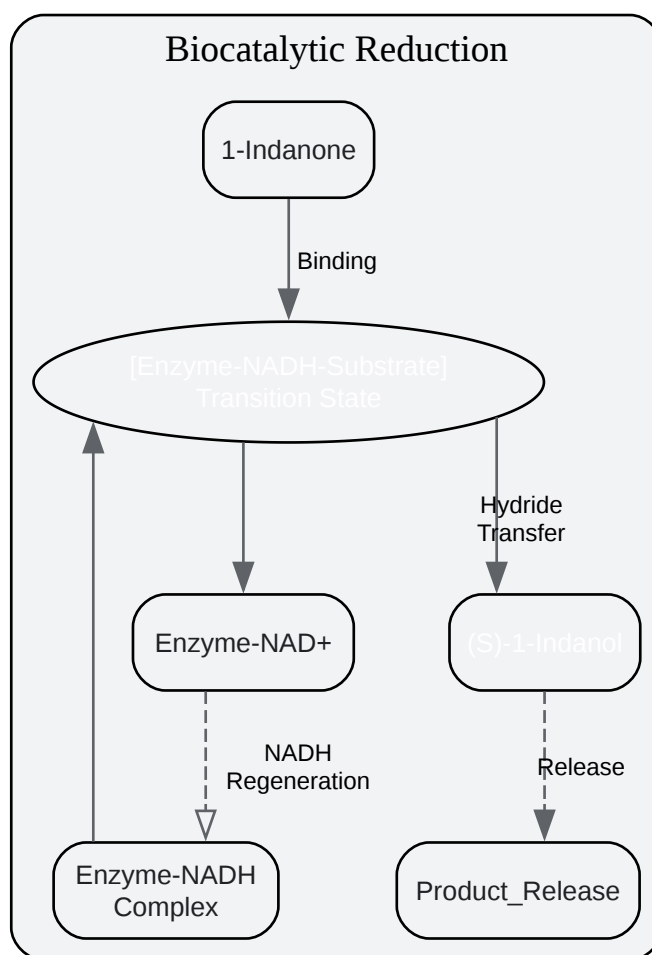 Biocatalytic Reduction
1-Indanone
Binding
[Enzyme-NADH-Substrate]
Transition State
Hydride
Transfer
Enzyme-NAD+
(S)-1-Indanol
NADH
Regeneration
Release
Enzyme-NADH
Complex
Product_Release